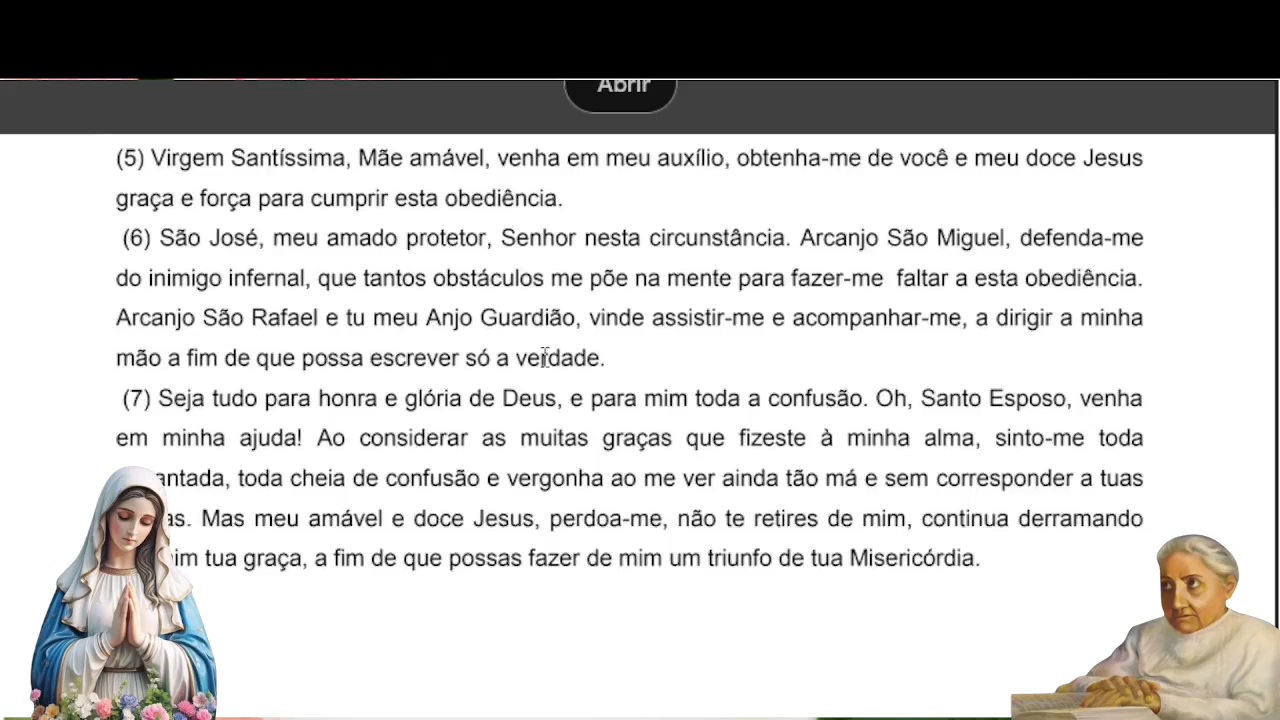 Abrir
(5) Virgem Santíssima, Mãe amável, venha em meu auxílio, obtenha-me de você e meu doce Jesus
graça e força para cumprir esta obediência.
(6) São José, meu amado protetor, Senhor nesta circunstância. Arcanjo São Miguel, defenda-me
do inimigo infernal, que tantos obstáculos me põe na mente para fazer-me faltar a esta obediência.
Arcanjo São Rafael e tu meu Anjo Guardião, vinde assistir-me e acompanhar-me, a dirigir a minha
mão a fim de que possa escrever só a verdade.
(7) Seja tudo para honra e glória de Deus, e para mim toda a confusão. Oh, Santo Esposo, venha
em minha ajuda! Ao considerar as muitas graças que fizeste à minha alma, sinto-me toda
toda cheia de confusão e vergonha ao me ver ainda tão má e sem corresponder a tuas
Mas meu amável e doce Jesus, perdoa-me, não te retires de mim, continua derramando
tua graça, a fim de que possas fazer de mim um triunfo de tua Misericórdia.